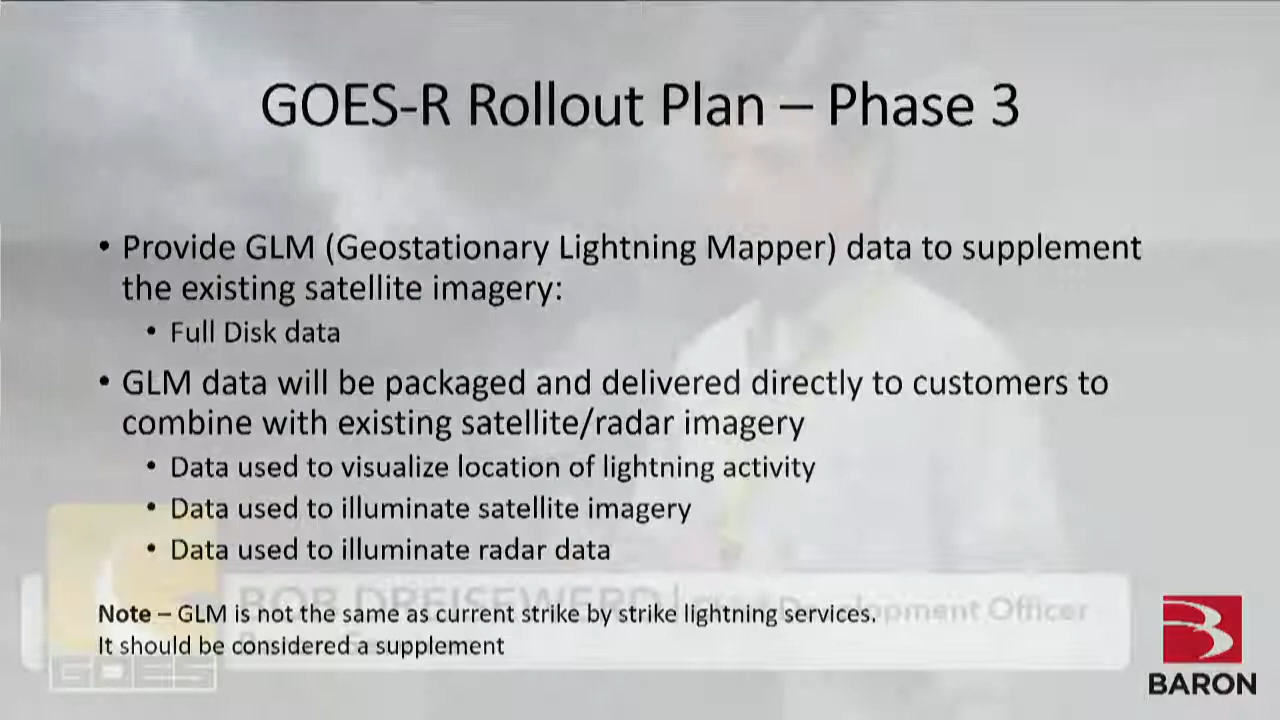 GOES-R Rollout Plan – Phase 3
• Provide GLM (Geostationary Lightning Mapper) data to supplement
the existing satellite imagery:
• Full Disk data
• GLM data will be packaged and delivered directly to customers to
combine with existing satellite/radar imagery
• Data used to visualize location of lightning activity
• Data used to illuminate satellite imagery
• Data used to illuminate radar data
BOB DREISEWERD | Development Officer
Note – GLM is not the same as current strike by strike lightning services.
It should be considered a supplement
GOES
BARON